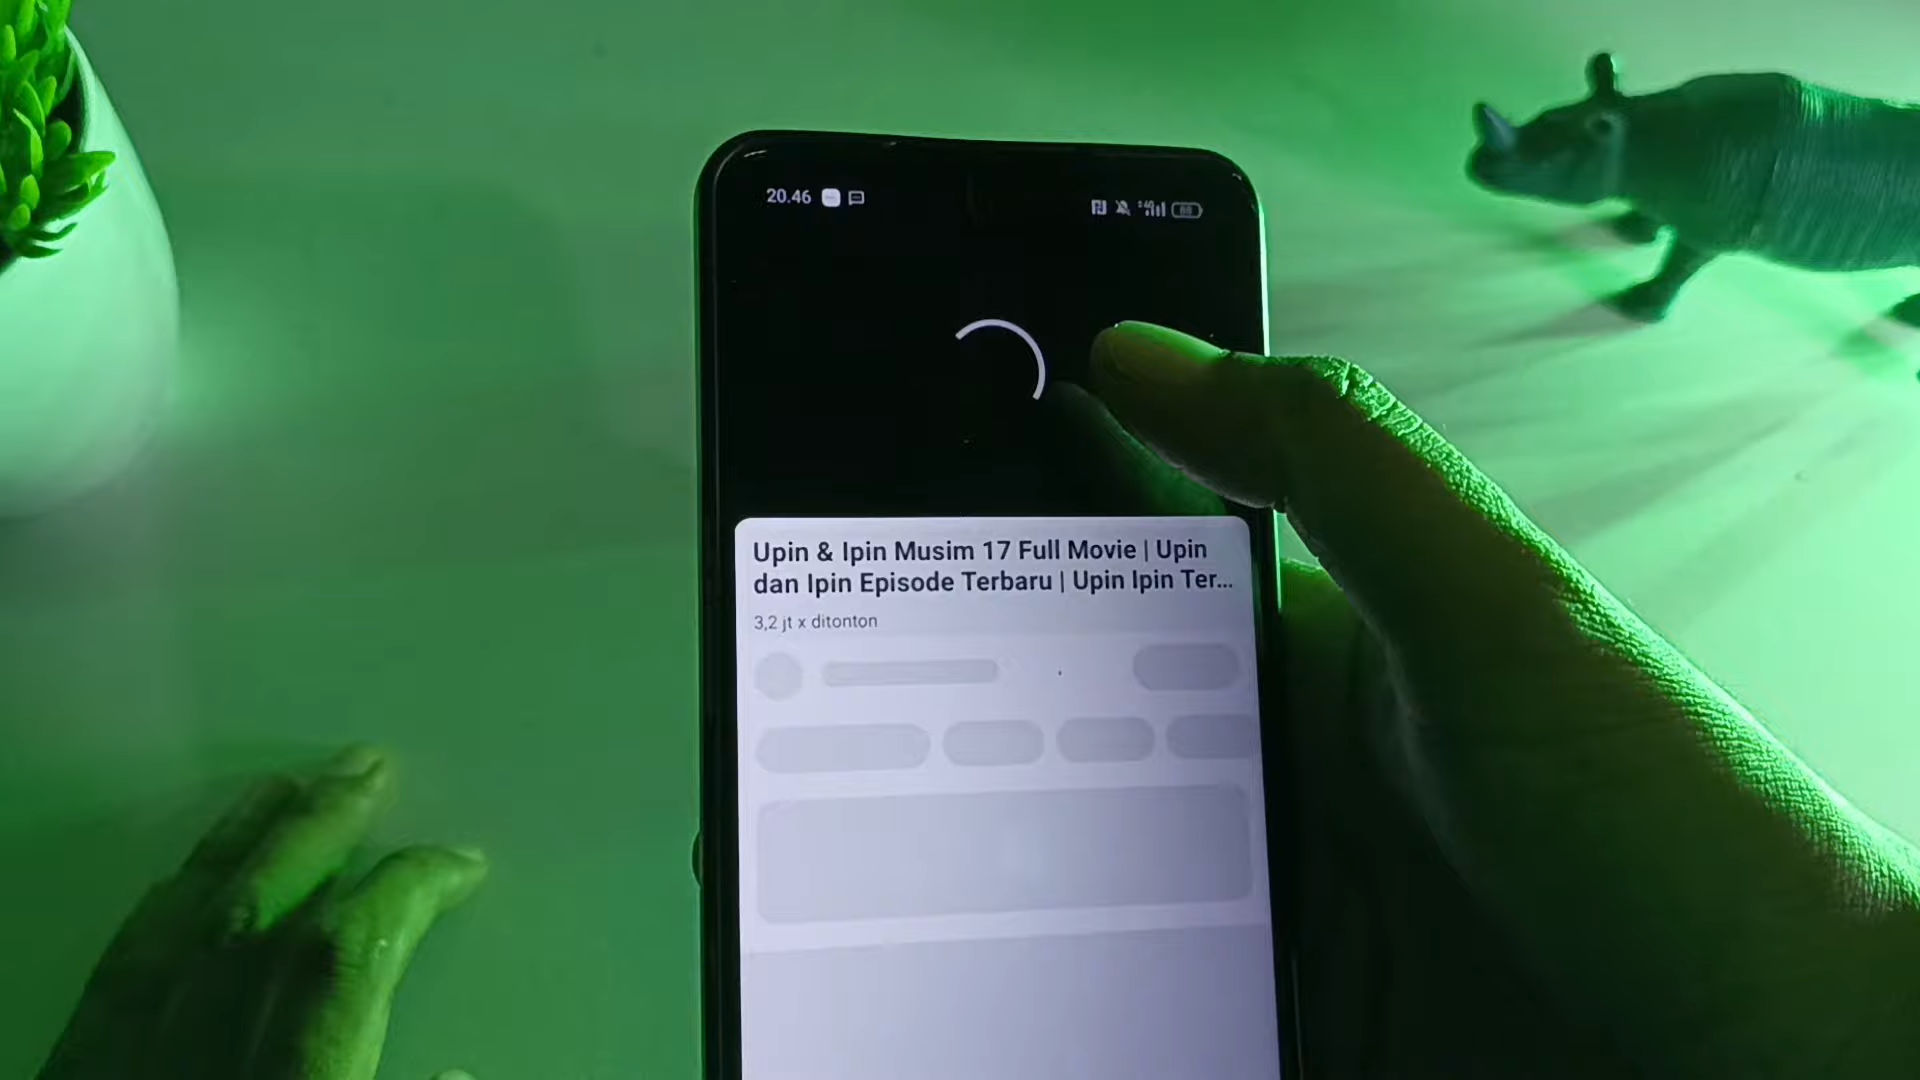 20.46
Upin & Ipin Musim 17 Full Movie | Upin
dan Ipin Episode Terbaru | Upin Ipin Ter...
3,2 jt x ditonton